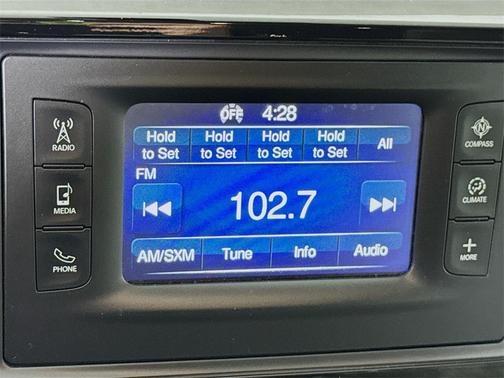 OFF 4:28
Hold to Set Hold to Set Hold to Set Hold to Set All
FM
102.7
AM/SXM Tune Info Audio
RADIO
MEDIA
PHONE
N
COMPASS
CLIMATE
+
MORE